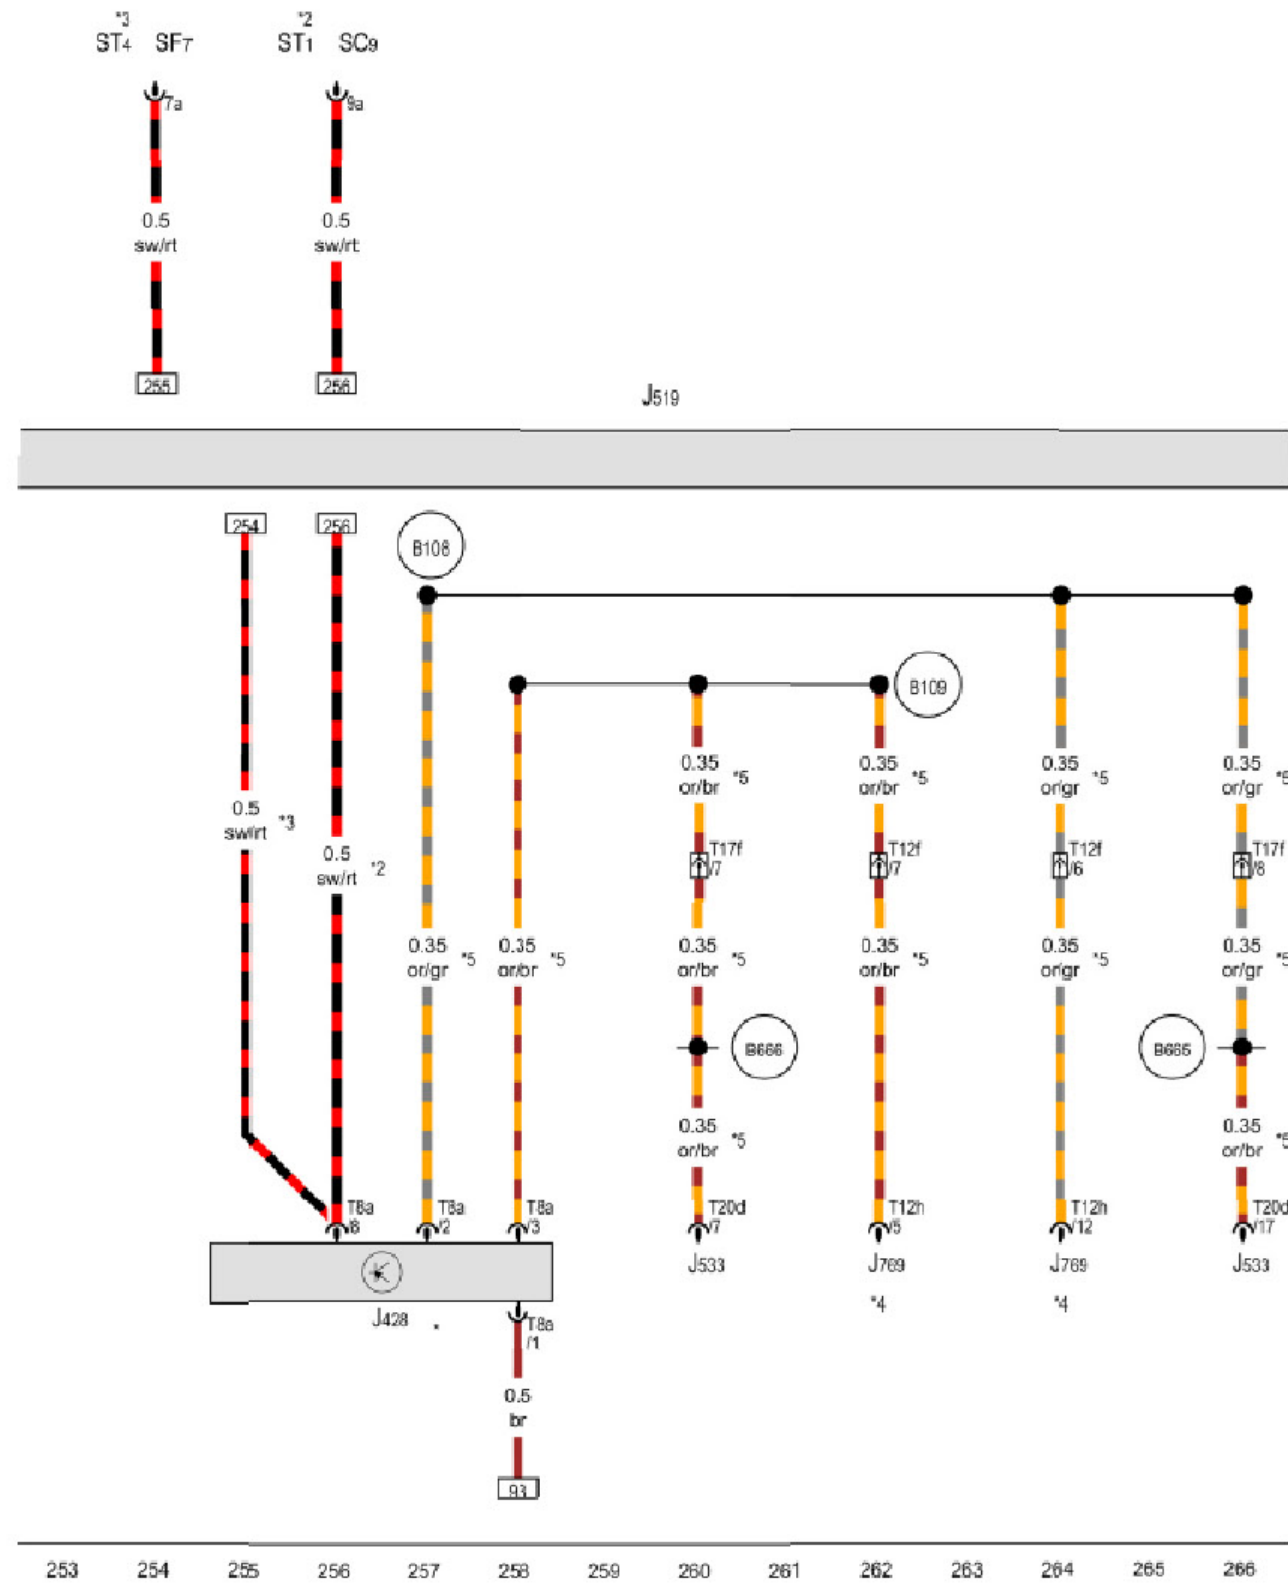 *3 *2
ST4 SF7 ST1 SC9
7a 9a
0.5 0.5
sw/rt sw/rt
255 256
J519
254 256 B108
B109
0.35 0.35 0.35 0.35
or/br *5 or/br *5 or/gr *5 or/gr *5
0.5 *3
sw/rt
0.5 *2
sw/rt
T17f T12f T12f T17f
/7 /7 /6 /8
0.35 0.35 0.35 0.35 0.35 0.35
or/gr *5 or/br *5 or/br *5 or/br *5 or/gr *5 or/gr *5
B666 B665
0.35 0.35
or/br *5 or/br *5
T8a T8a T8a T20d T12h T12h T20d
/8 /2 /3 /7 /5 /12 /17
J533 J769 J769 J533
*4 *4
J428 *
T8a
/1
0.5
br
93
253 254 255 256 257 258 259 260 261 262 263 264 265 266